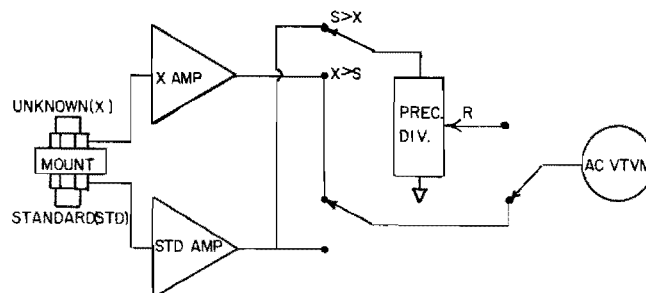 S>X
X AMP
X>S
UNKNOWN(X)
PREC.
DIV.
R
MOUNT
AC VTVM
STANDARD(STD)
STD AMP